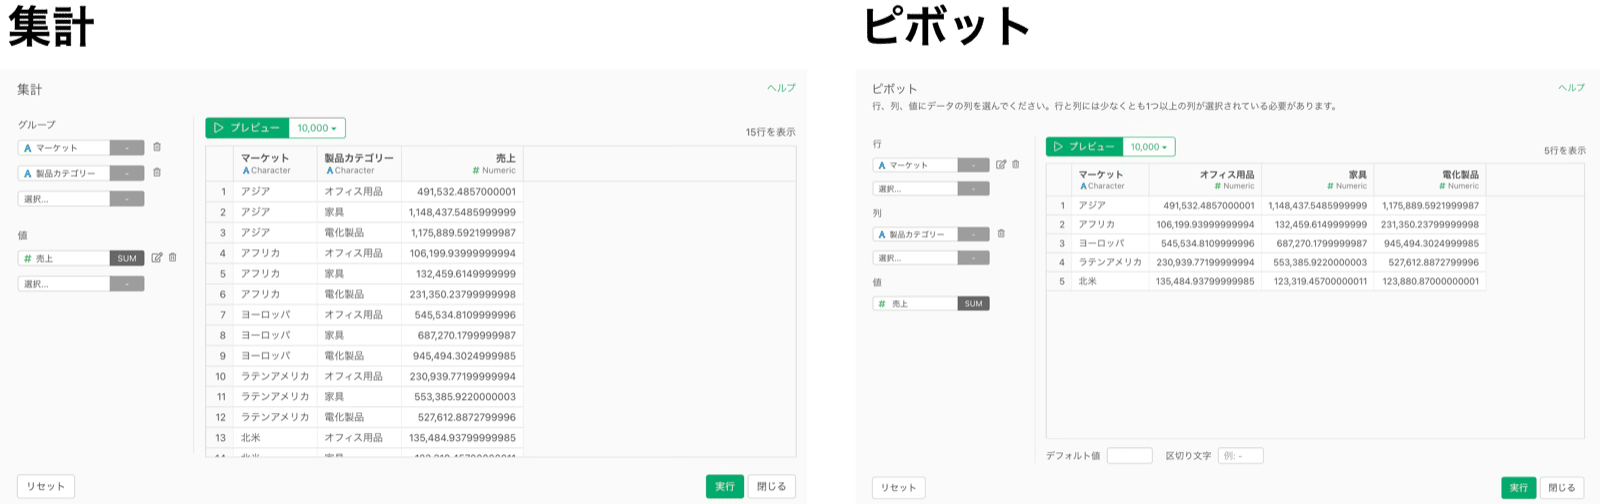 集計
集計
ヘルプ
グループ
A マーケット -
A 製品カテゴリー -
選択... -
値
# 売上 SUM
選択... -
プレビュー 10,000
15行を表示
マーケット 製品カテゴリー 売上
A Character A Character # Numeric
1 アジア オフィス用品 491,532.4857000001
2 アジア 家具 1,148,437.5485999999
3 アジア 電化製品 1,175,889.5921999987
4 アフリカ オフィス用品 106,199.93999999994
5 アフリカ 家具 132,459.6149999999
6 アフリカ 電化製品 231,350.23799999998
7 ヨーロッパ オフィス用品 545,534.8109999996
8 ヨーロッパ 家具 687,270.1799999987
9 ヨーロッパ 電化製品 945,494.3024999985
10 ラテンアメリカ オフィス用品 230,939.77199999994
11 ラテンアメリカ 家具 553,385.9220000003
12 ラテンアメリカ 電化製品 527,612.8872799996
13 北米 オフィス用品 135,484.93799999985
リセット
実行 閉じる
ピボット
ピボット
ヘルプ
行、列、値にデータの列を選んでください。行と列には少なくとも1つ以上の列が選択されている必要があります。
行
A マーケット -
選択... -
列
A 製品カテゴリー -
選択... -
値
# 売上 SUM
プレビュー 10,000
5行を表示
マーケット オフィス用品 家具 電化製品
A Character # Numeric # Numeric # Numeric
1 アジア 491,532.4857000001 1,148,437.5485999999 1,175,889.5921999987
2 アフリカ 106,199.93999999994 132,459.6149999999 231,350.23799999998
3 ヨーロッパ 545,534.8109999996 687,270.1799999987 945,494.3024999985
4 ラテンアメリカ 230,939.77199999994 553,385.9220000003 527,612.8872799996
5 北米 135,484.93799999985 123,319.45700000011 123,880.87000000001
デフォルト値 区切り文字 例: -
リセット
実行 閉じる